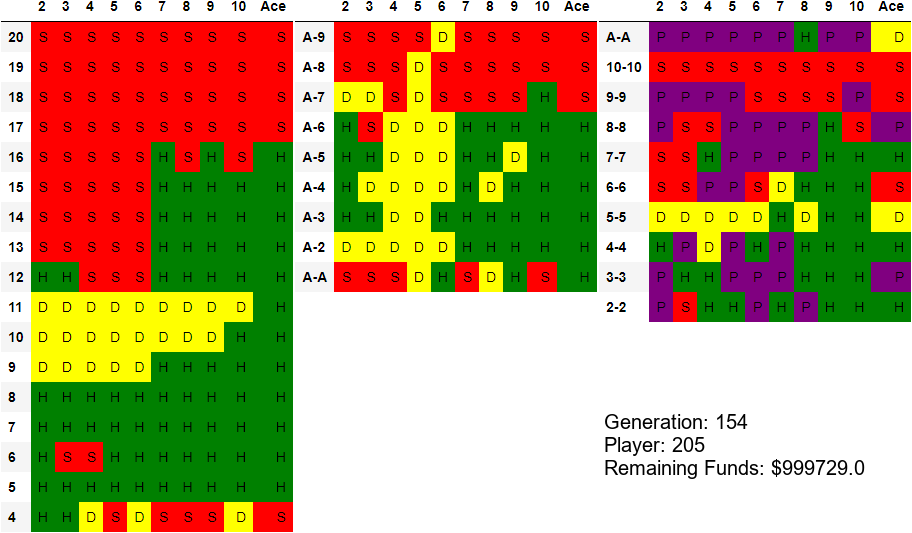 2 3 4 5 6 7 8 9 10 Ace
20 S S S S S S S S S S
19 S S S S S S S S S S
18 S S S S S S S S S S
17 S S S S S S S S S S
16 S S S S S H S H S H
15 S S S S S H H H H H
14 S S S S S H H H H H
13 S S S S S H H H H H
12 H H S S S H H H H H
11 D D D D D D D D D H
10 D D D D D D D D H H
9 D D D D D H H H H H
8 H H H H H H H H H H
7 H H H H H H H H H H
6 H S S H H H H H H H
5 H H H H H H H H H H
4 H H D S D S S S D S
2 3 4 5 6 7 8 9 10 Ace
A-9 S S S S D S S S S S
A-8 S S S D S S S S S S
A-7 D D S D S S S S H S
A-6 H S D D D H H H H H
A-5 H H D D D H H D H H
A-4 H D D D D H D H H H
A-3 H H D D H H H H H H
A-2 D D D D D H H H H H
A-A S S S D H S D H S H
2 3 4 5 6 7 8 9 10 Ace
A-A P P P P P P H P P D
10-10 S S S S S S S S S S
9-9 P P P P S S S S P S
8-8 P S S P P P P H S P
7-7 S S H P P P P H H H
6-6 S S P P S D H H H S
5-5 D D D D D H D H H D
4-4 H P D P H P H H H H
3-3 P H H P P P H H H P
2-2 P S H H P H P H H H
Generation: 154
Player: 205
Remaining Funds: $999729.0